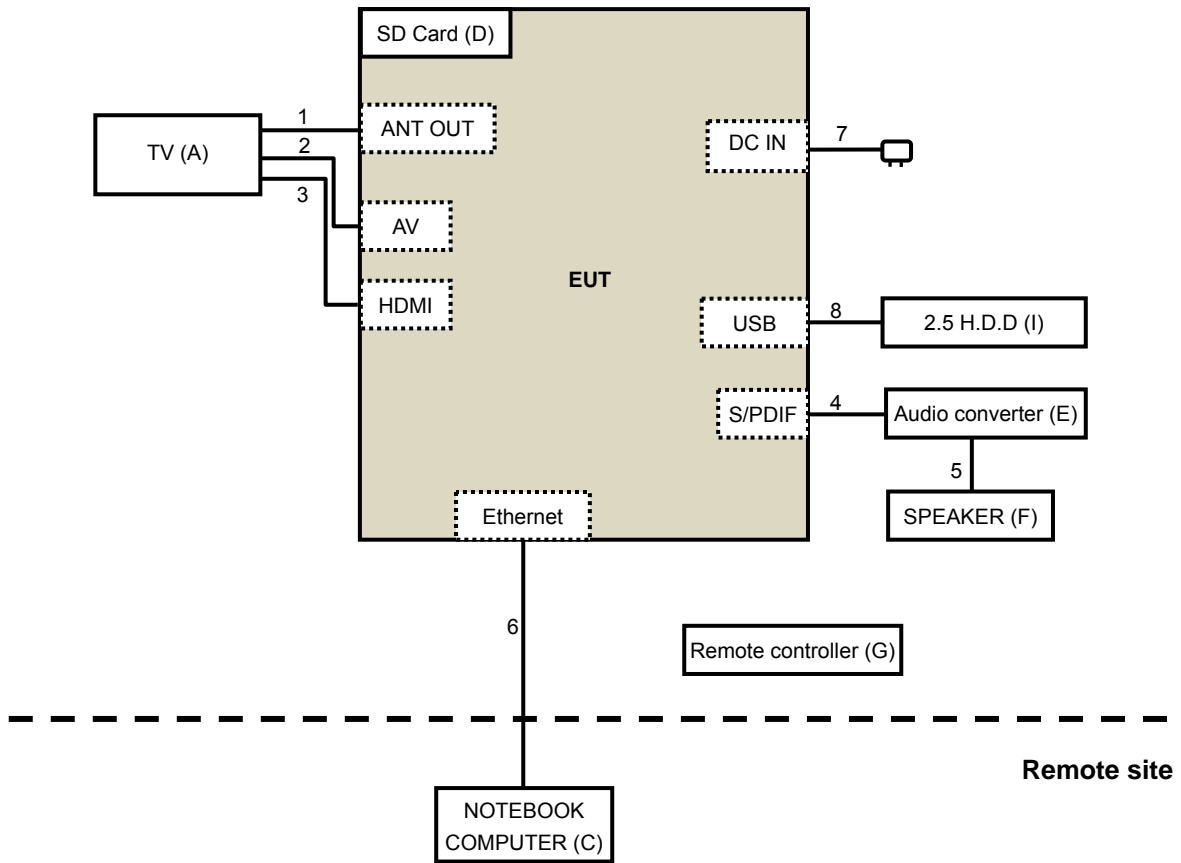 SD Card (D)
1
ANT OUT
TV (A)
2
3
AV
HDMI
EUT
DC IN
7
USB
8
2.5 H.D.D (I)
S/PDIF
4
Audio converter (E)
5
SPEAKER (F)
Ethernet
6
Remote controller (G)
Remote site
NOTEBOOK
COMPUTER (C)